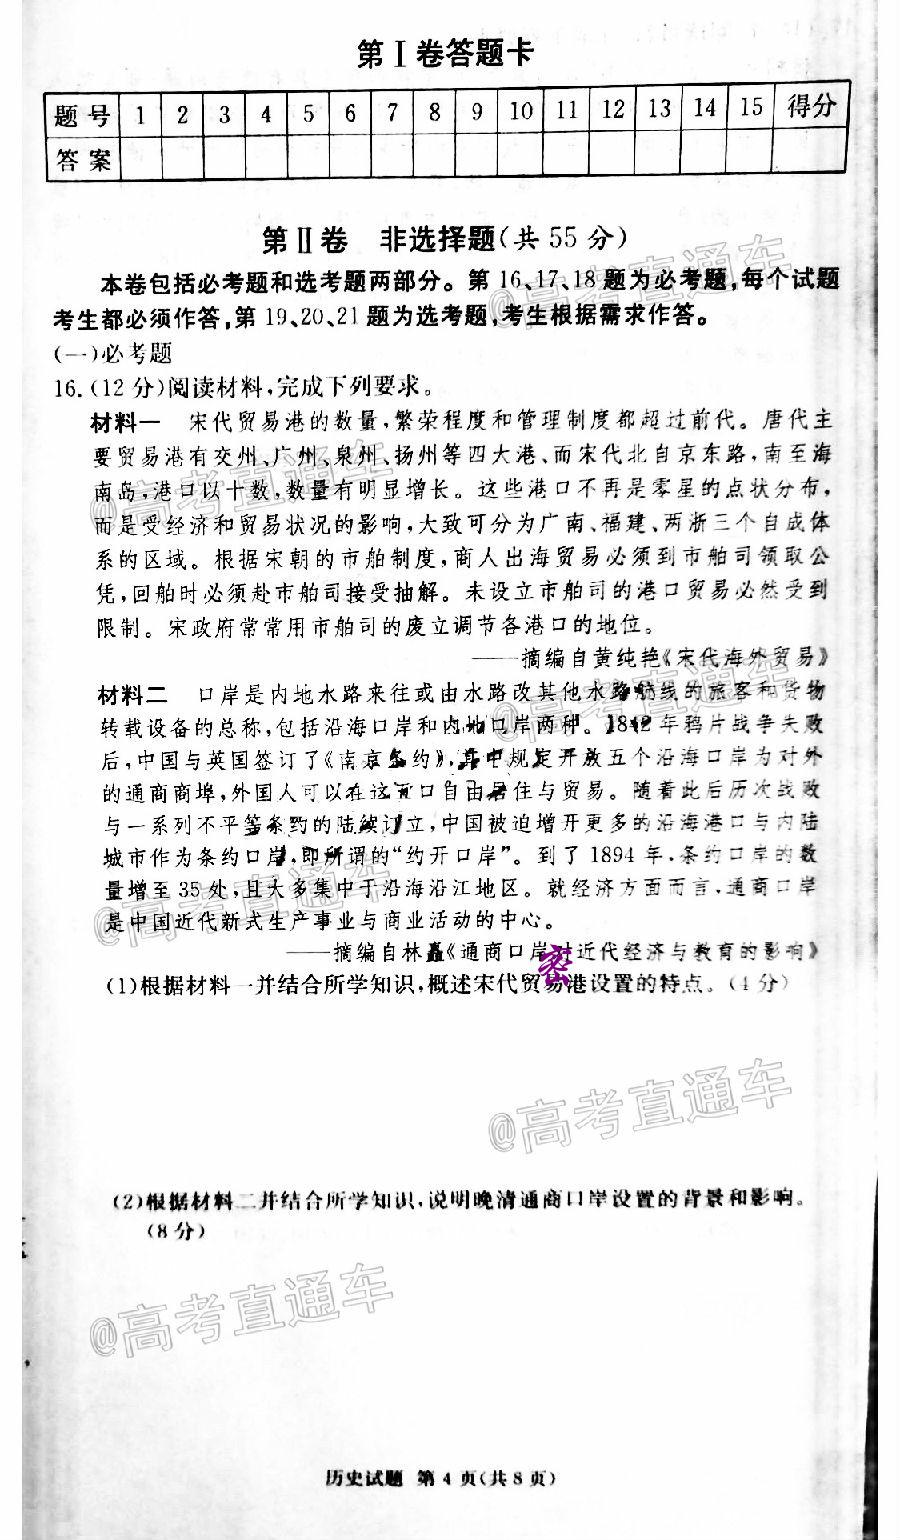 第Ⅰ卷答题卡
题号 1 2 3 4 5 6 7 8 9 10 11 12 13 14 15 得分
答案
第Ⅱ卷 非选择题(共55分)
本卷包括必考题和选考题两部分。第16、17、18题为必考题,每个试题
考生都必须作答,第19、20、21题为选考题,考生根据需求作答。
(一)必考题
16.(12分)阅读材料,完成下列要求。
材料一 宋代贸易港的数量,繁荣程度和管理制度都超过前代。唐代主
要贸易港有交州、广州、泉州、扬州等四大港、而宋代北自京东路,南至海
南岛,港口以十数,数量有明显增长。这些港口不再是零星的点状分布,
而是受经济和贸易状况的影响,大致可分为广南、福建、两浙三个自成体
系的区域。根据宋朝的市舶制度,商人出海贸易必须到市舶司领取公
凭,回舶时必须赴市舶司接受抽解。未设立市舶司的港口贸易必然受到
限制。宋政府常常用市舶司的废立调节各港口的地位。
——摘编自黄纯艳《宋代海外贸易》
材料二 口岸是内地水路来往或由水路改其他水路航线的旅客和货物
转载设备的总称,包括沿海口岸和内地口岸两种。1842年鸦片战争失败
后,中国与英国签订了《南京条约》,其中规定开放五个沿海口岸为对外
的通商商埠,外国人可以在这五口自由居住与贸易。随着此后历次战败
与一系列不平等条约的陆续订立,中国被迫增开更多的沿海港口与内陆
城市作为条约口岸,即所谓的“约开口岸”。到了1894年,条约口岸的数
量增至35处,且大多集中于沿海沿江地区。就经济方面而言,通商口岸
是中国近代新式生产事业与商业活动的中心。
——摘编自林矗《通商口岸对近代经济与教育的影响》
密
(1)根据材料一并结合所学知识,概述宋代贸易港设置的特点。(4分)
(2)根据材料二并结合所学知识,说明晚清通商口岸设置的背景和影响。
(8分)
历史试题 第4页(共8页)
@高考直通车
@高考直通车
@高考直通车
@高考直通车
@高考直通车
@高考直通车